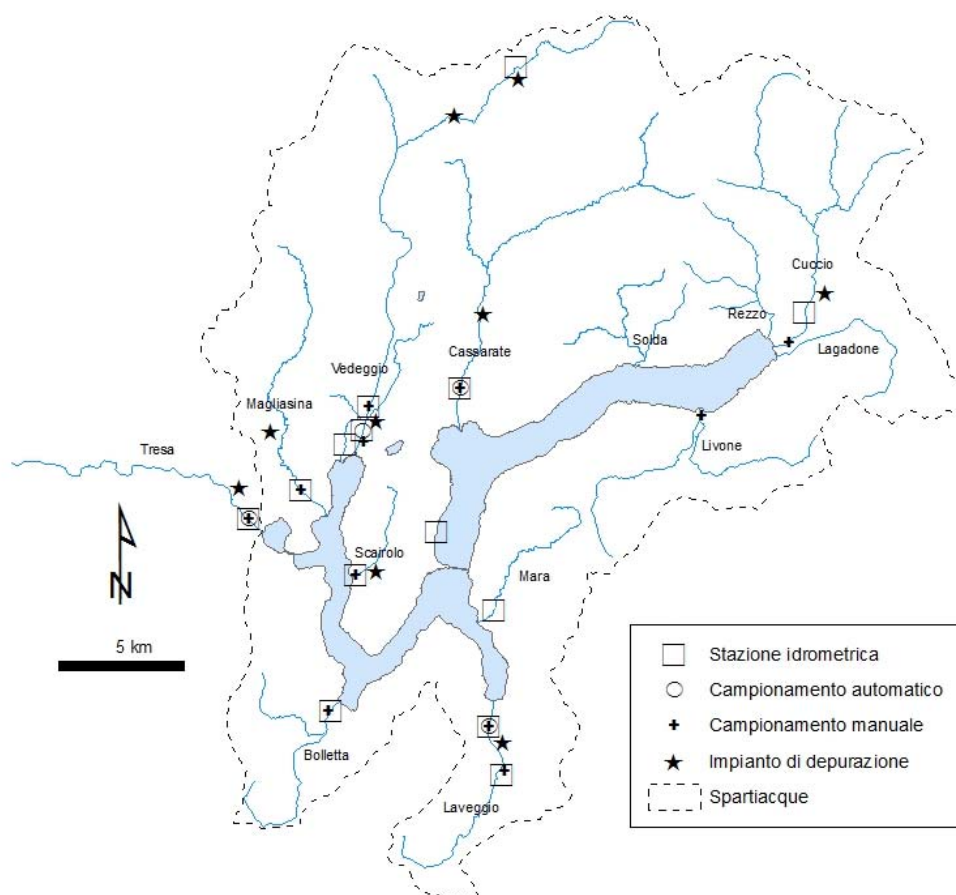 Cuccio
Rezzo
Solda
Lagadone
Cassarate
Vedeggio
Magliasina
Livone
Tresa
Scairolo
Mara
N
5 km
Bolletta
Laveggio
Stazione idrometrica
Campionamento automatico
Campionamento manuale
Impianto di depurazione
Spartiacque